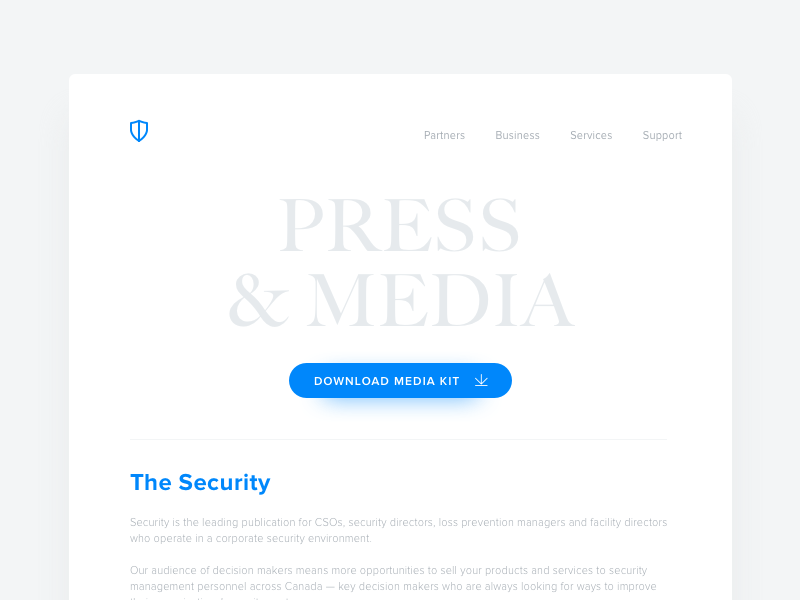 Partners Business Services Support
PRESS
& MEDIA
DOWNLOAD MEDIA KIT
The Security
Security is the leading publication for CSOs, security directors, loss prevention managers and facility directors
who operate in a corporate security environment.
Our audience of decision makers means more opportunities to sell your products and services to security
management personnel across Canada — key decision makers who are always looking for ways to improve